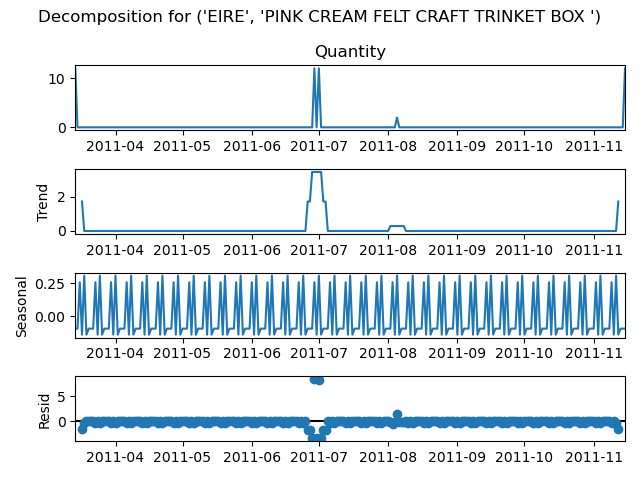 Decomposition for ('EIRE', 'PINK CREAM FELT CRAFT TRINKET BOX ')
Quantity
10
0
2011-04 2011-05 2011-06 2011-07 2011-08 2011-09 2011-10 2011-11
Trend
2
0
2011-04 2011-05 2011-06 2011-07 2011-08 2011-09 2011-10 2011-11
Seasonal
0.25
0.00
2011-04 2011-05 2011-06 2011-07 2011-08 2011-09 2011-10 2011-11
Resid
5
0
2011-04 2011-05 2011-06 2011-07 2011-08 2011-09 2011-10 2011-11